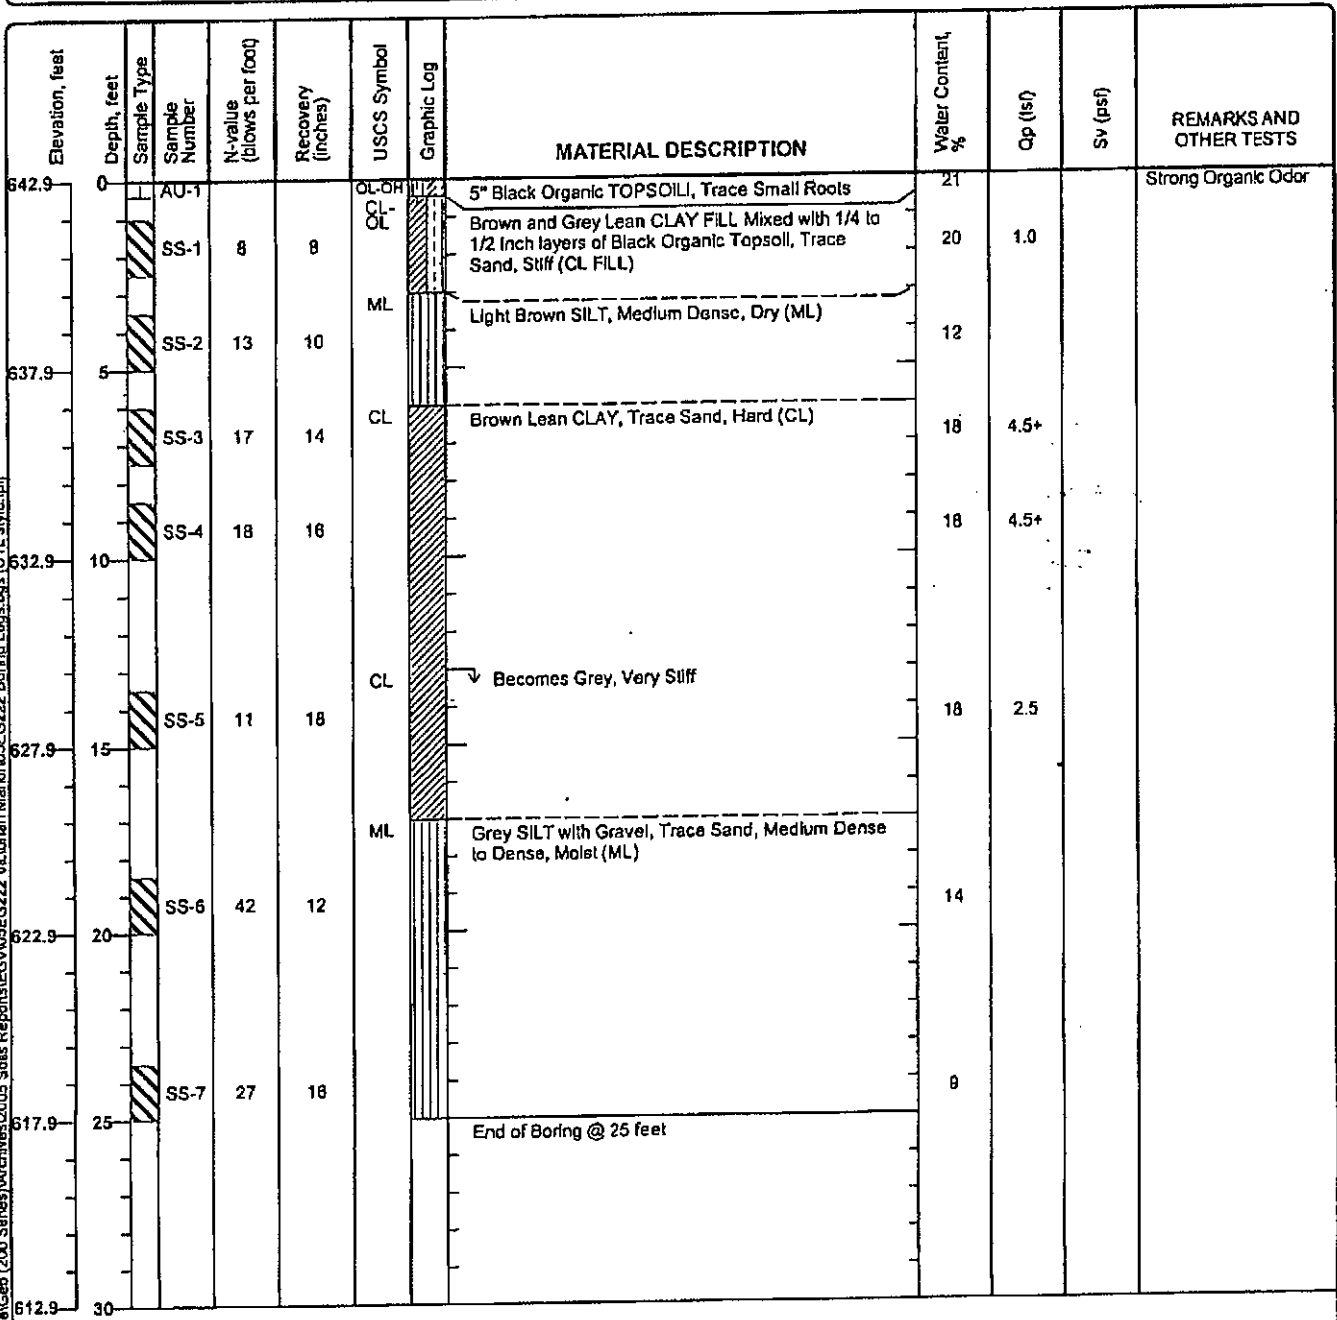 Elevation, feet
Depth, feet
Sample Type
Sample Number
N-value (blows per foot)
Recovery (inches)
USCS Symbol
Graphic Log
MATERIAL DESCRIPTION
Water Content, %
Qp (tsf)
Sv (psf)
REMARKS AND OTHER TESTS
642.9 0 AU-1 OL-OH 5" Black Organic TOPSOILI, Trace Small Roots 21 Strong Organic Odor
CL-OL Brown and Grey Lean CLAY FILL Mixed with 1/4 to
1/2 inch layers of Black Organic Topsoil, Trace
Sand, Stiff (CL FILL)
SS-1 8 8 20 1.0
ML Light Brown SILT, Medium Dense, Dry (ML)
SS-2 13 10 12
637.9 5
CL Brown Lean CLAY, Trace Sand, Hard (CL)
SS-3 17 14 18 4.5+
SS-4 18 16 18 4.5+
632.9 10
CL Becomes Grey, Very Stiff
SS-5 11 18 18 2.5
627.9 15
ML Grey SILT with Gravel, Trace Sand, Medium Dense
to Dense, Moist (ML)
SS-6 42 12 14
622.9 20
SS-7 27 16 9
617.9 25
End of Boring @ 25 feet
612.9 30